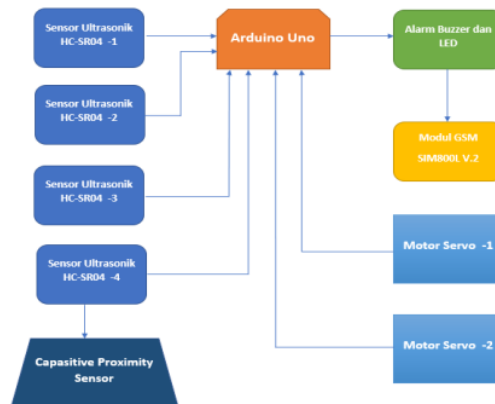 Sensor Ultrasonik
HC-SR04 -1
Arduino Uno
Alarm Buzzer dan
LED
Sensor Ultrasonik
HC-SR04 -2
Modul GSM
SIM800L V.2
Sensor Ultrasonik
HC-SR04 -3
Motor Servo -1
Sensor Ultrasonik
HC-SR04 -4
Motor Servo -2
Capasitive Proximity
Sensor